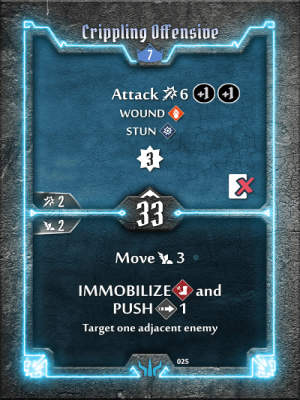 Crippling Offensive
7
Attack 6 +1 +1
WOUND
STUN
3
2
33
2
Move 3
IMMOBILIZE and
PUSH 1
Target one adjacent enemy
025